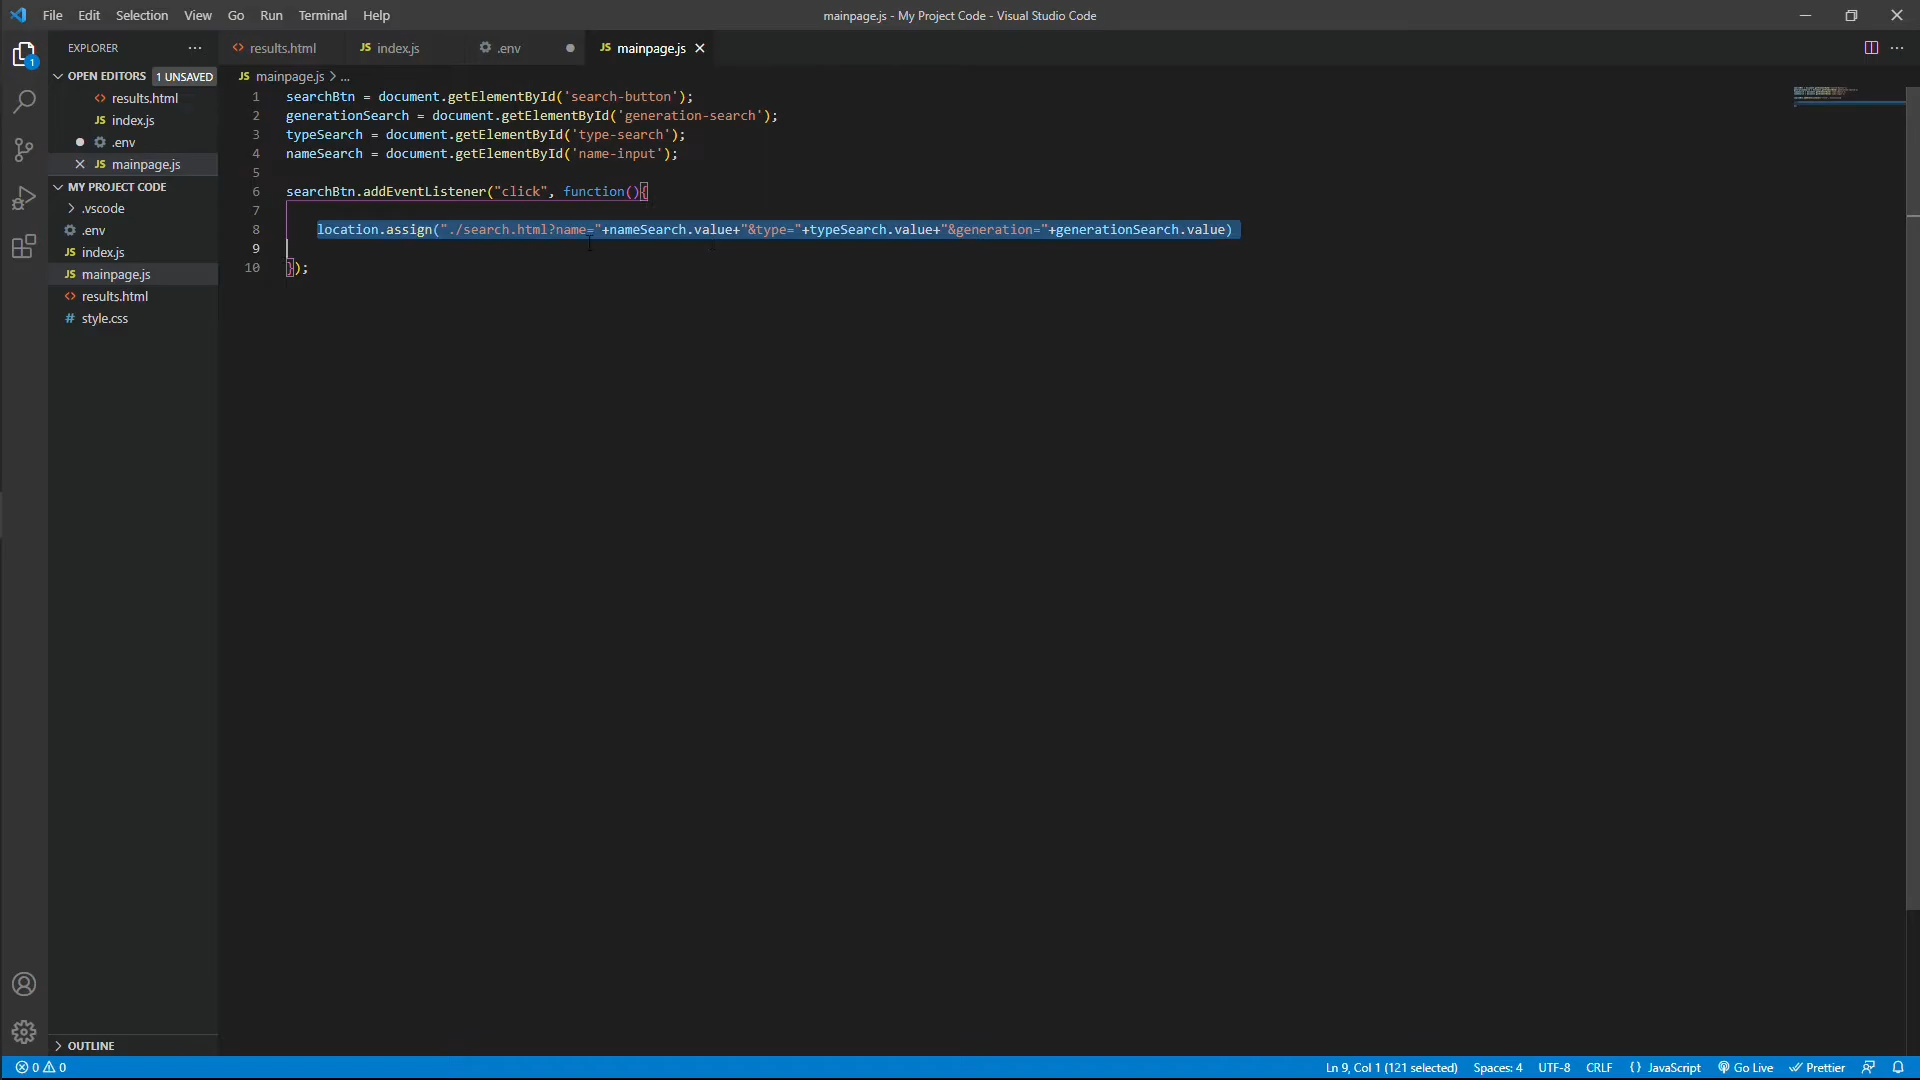 File Edit Selection View Go Run Terminal Help
mainpage.js - My Project Code - Visual Studio Code
EXPLORER
results.html
index.js
.env
mainpage.js
OPEN EDITORS 1 UNSAVED
results.html
index.js
.env
mainpage.js
MY PROJECT CODE
.vscode
.env
index.js
mainpage.js
results.html
style.css
OUTLINE
mainpage.js > ...
1 searchBtn = document.getElementById('search-button');
2 generationSearch = document.getElementById('generation-search');
3 typeSearch = document.getElementById('type-search');
4 nameSearch = document.getElementById('name-input');
5
6 searchBtn.addEventListener("click", function(){
7
8 location.assign("./search.html?name="+nameSearch.value+"&type="+typeSearch.value+"&generation="+generationSearch.value)
9
10 });
0 0
Ln 9, Col 1 (121 selected) Spaces: 4 UTF-8 CRLF {} JavaScript Go Live Prettier